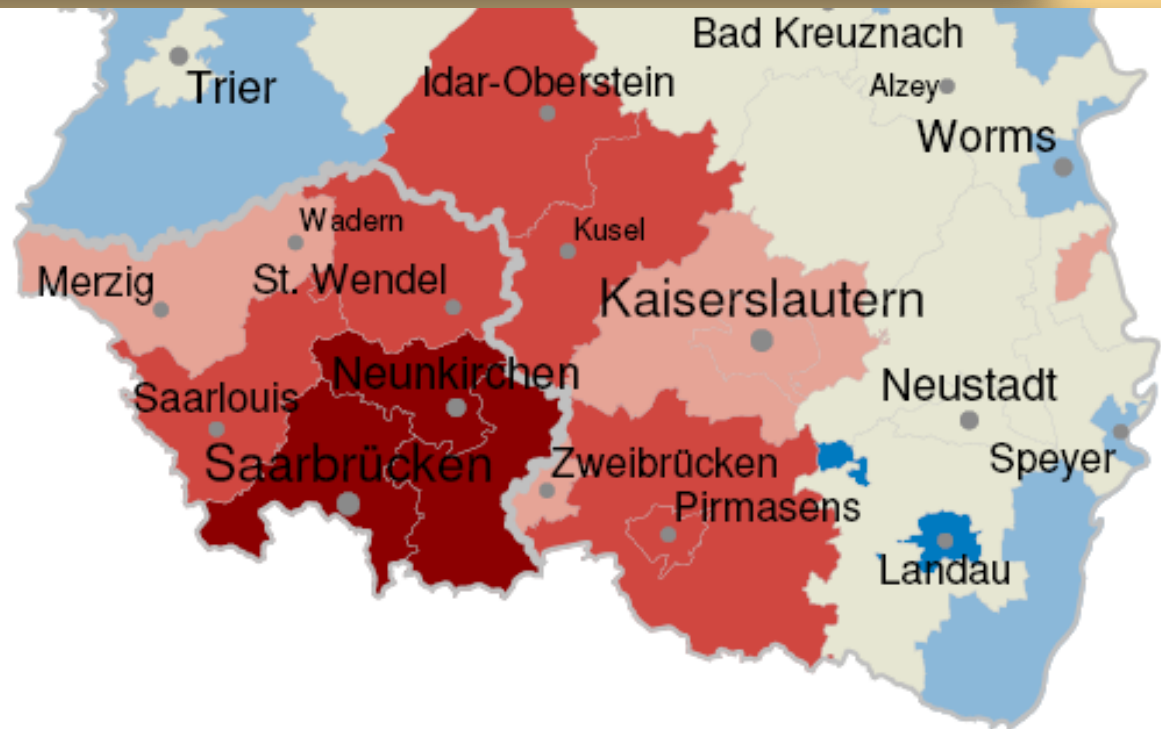 Bad Kreuznach
Trier
Idar-Oberstein
Alzey
Worms
Wadern
Kusel
Merzig
St. Wendel
Kaiserslautern
Neunkirchen
Neustadt
Saarlouis
Saarbrücken
Zweibrücken
Speyer
Pirmasens
Landau